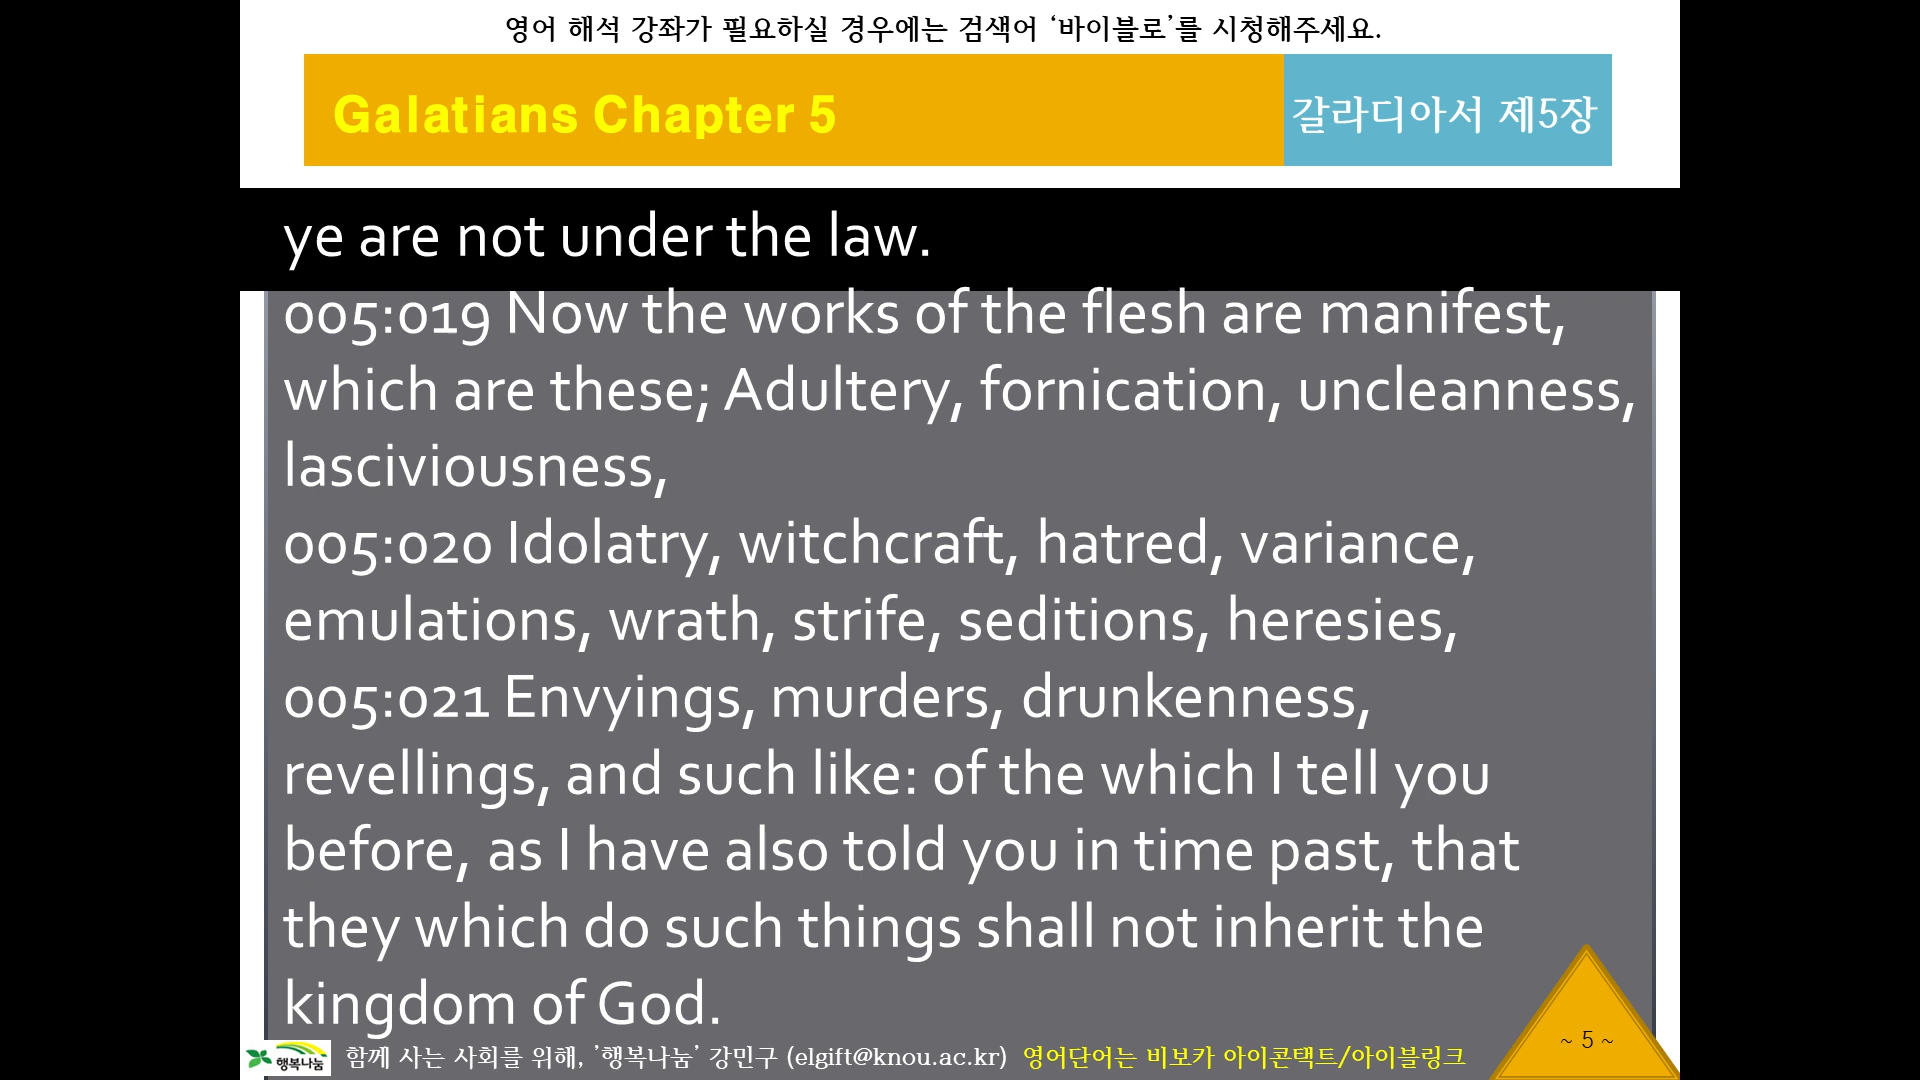 영어 해석 강좌가 필요하실 경우에는 검색어 ‘바이블로’를 시청해주세요.
Galatians Chapter 5
갈라디아서 제5장
ye are not under the law.
005:019 Now the works of the flesh are manifest,
which are these; Adultery, fornication, uncleanness,
lasciviousness,
005:020 Idolatry, witchcraft, hatred, variance,
emulations, wrath, strife, seditions, heresies,
005:021 Envyings, murders, drunkenness,
revellings, and such like: of the which I tell you
before, as I have also told you in time past, that
they which do such things shall not inherit the
kingdom of God.
~ 5 ~
행복나눔
함께 사는 사회를 위해, ’행복나눔’ 강민구 (elgift@knou.ac.kr) 영어단어는 비보카 아이콘택트/아이블링크